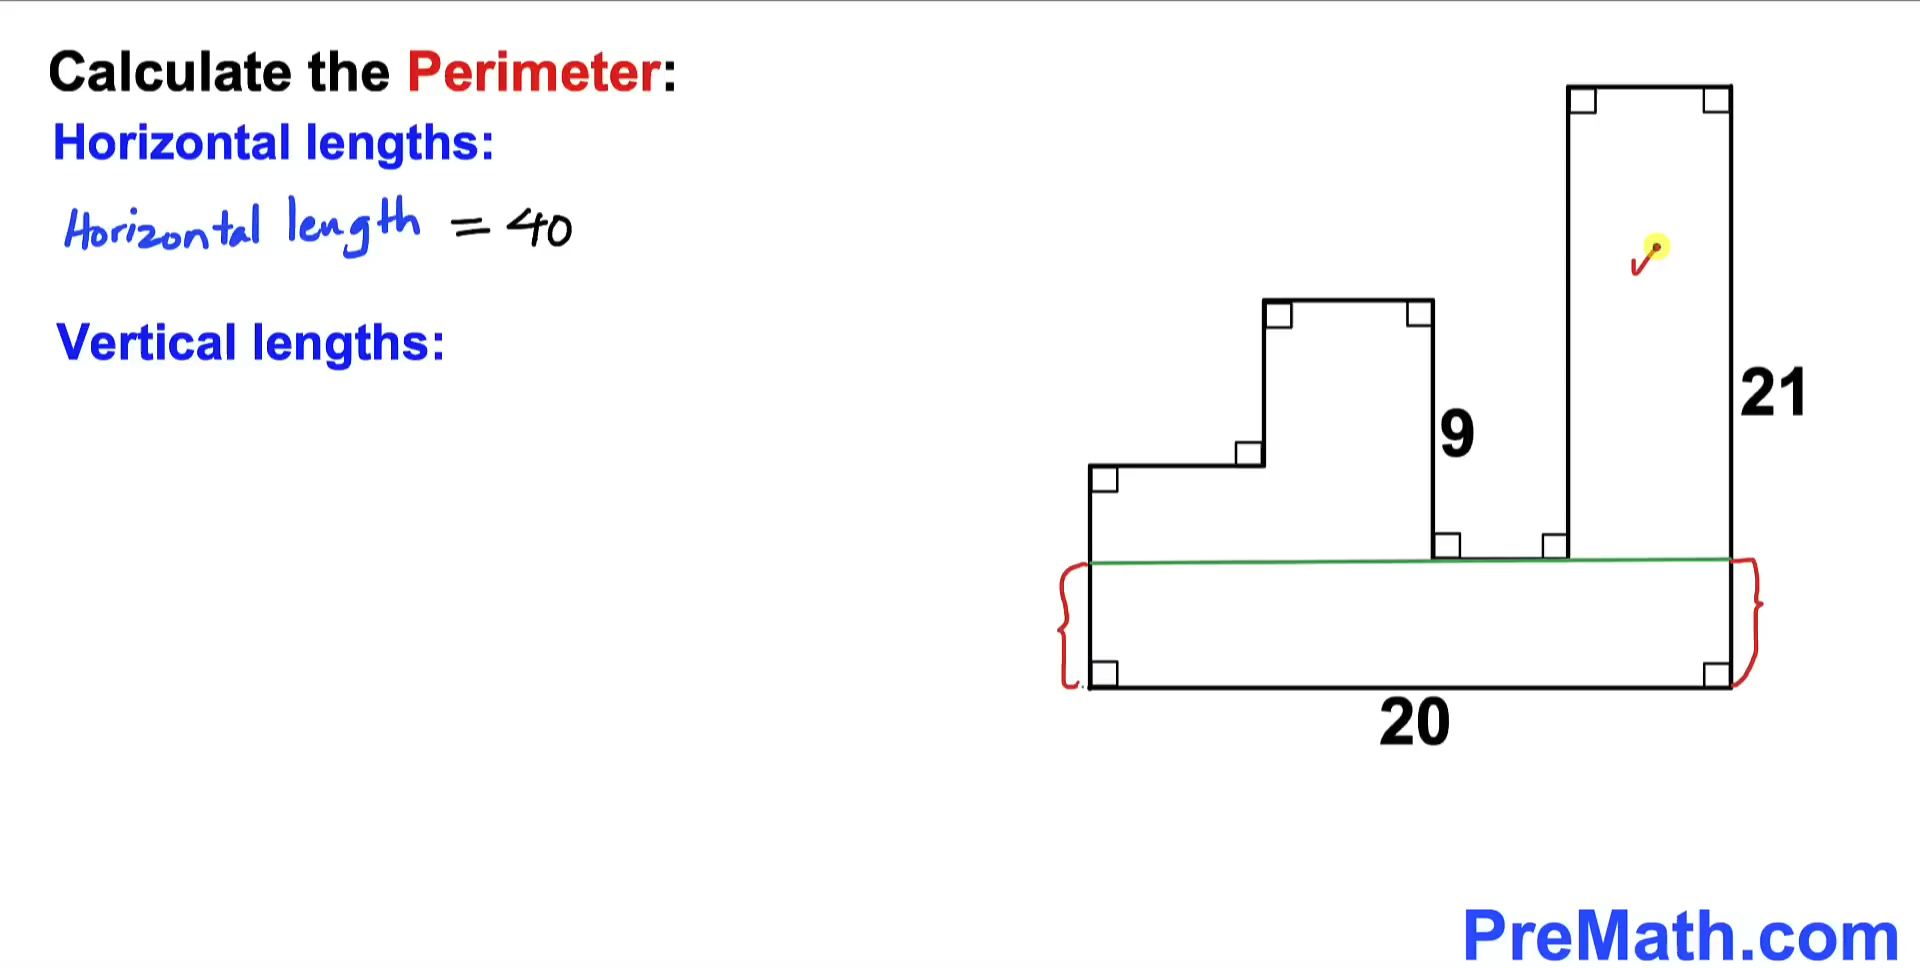 Calculate the Perimeter:
Horizontal lengths:
Horizontal length = 40
Vertical lengths:
21
9
20
PreMath.com